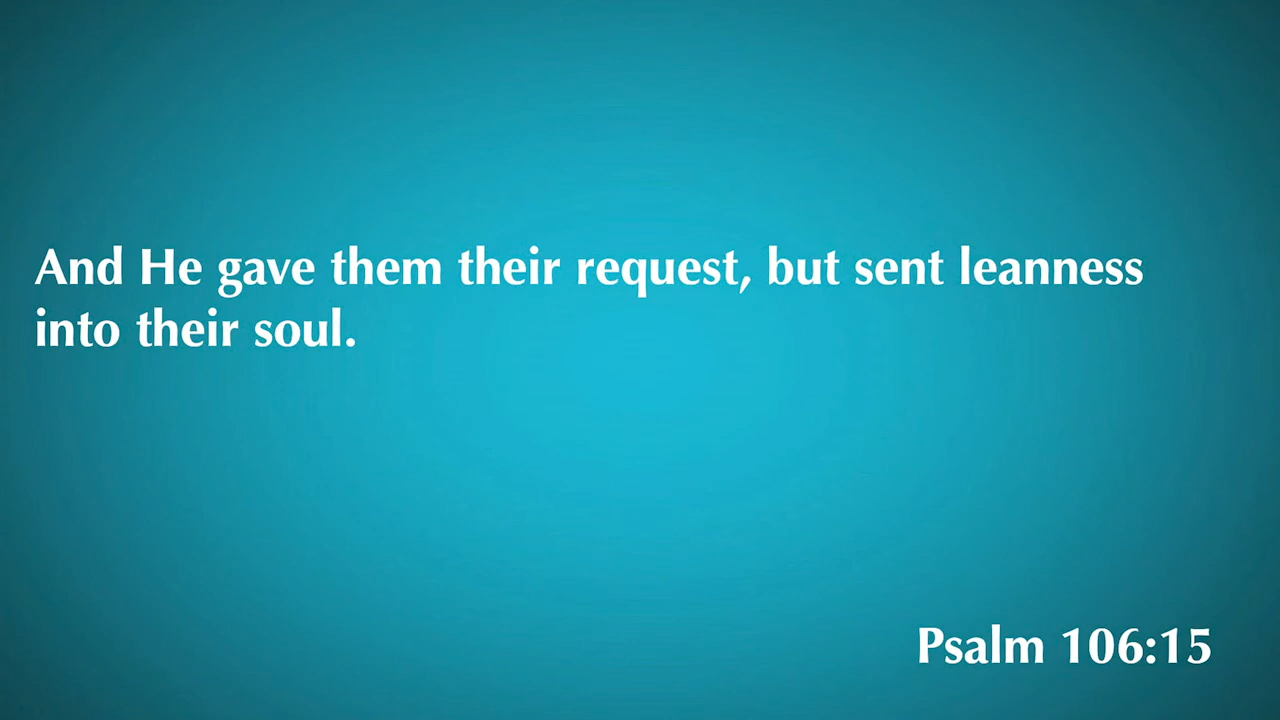 And He gave them their request, but sent leanness
into their soul.
Psalm 106:15